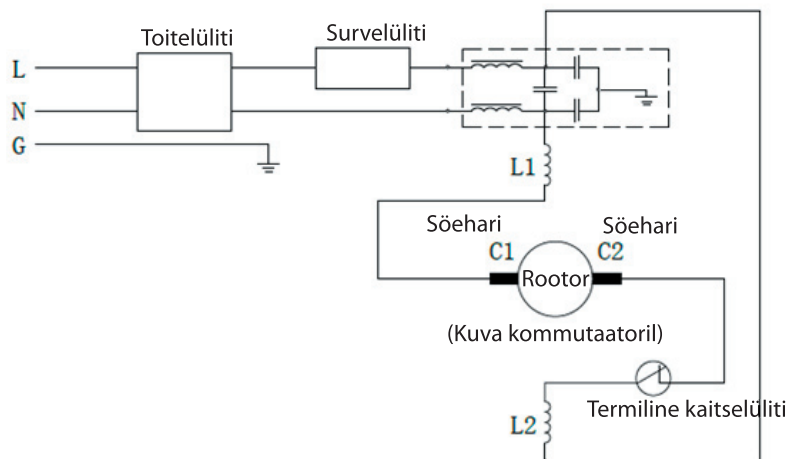 Toitelüliti
Survelüliti
L
N
G
L1
Söehari
Söehari
C1
C2
Rootor
(Kuva kommutaatoril)
Termiline kaitselüliti
L2